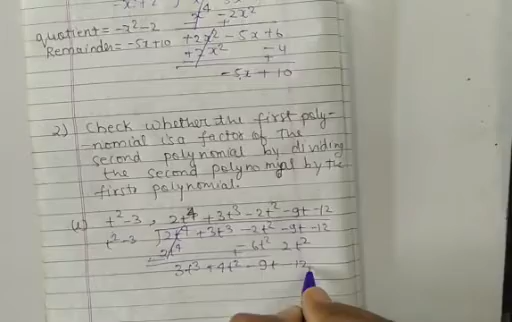 -x+2
x⁴ -2x²
quotient = -x²-2
+2x² - 5x+6
Remainder = -5x+10
+2x² -4
-5x + 10
2) Check whether the first poly-
-nomial is a factor of the
second polynomial by dividing
the second polynomial by the
first polynomial.
t²-3, 2t⁴ +3t³ -2t² -9t -12
t²-3 2t⁴ +3t³ -2t² -9t -12
2t⁴ -6t² 2t²
3t³ +4t² -9t -12